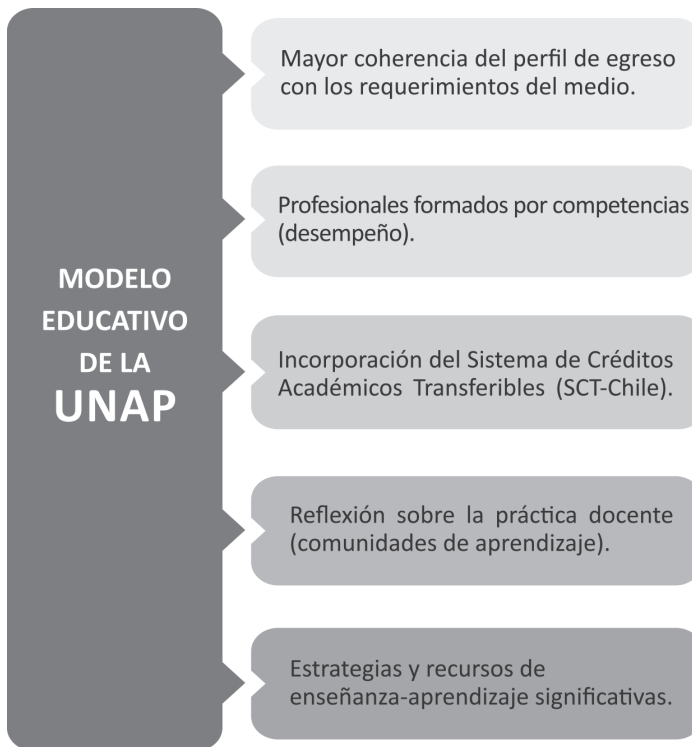 MODELO
EDUCATIVO
DE LA
UNAP
Mayor coherencia del perfil de egreso
con los requerimientos del medio.
Profesionales formados por competencias
(desempeño).
Incorporación del Sistema de Créditos
Académicos Transferibles (SCT-Chile).
Reflexión sobre la práctica docente
(comunidades de aprendizaje).
Estrategias y recursos de
enseñanza-aprendizaje significativas.